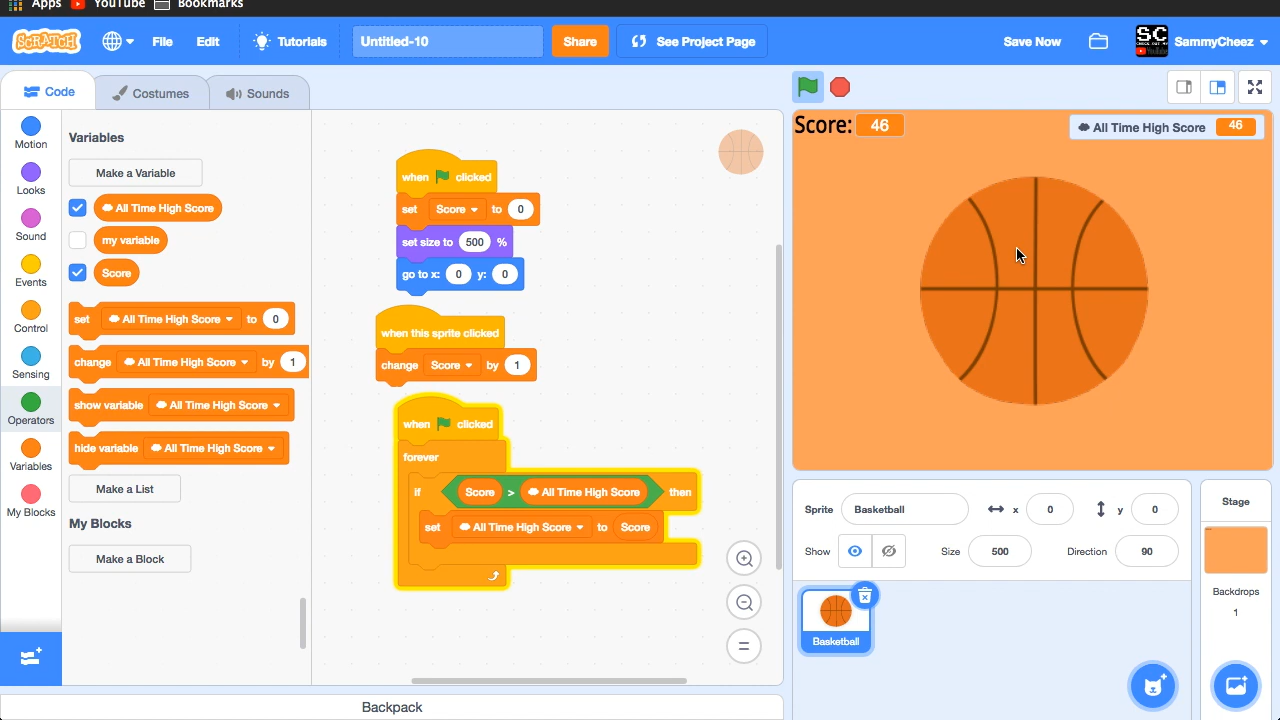 Apps YouTube Bookmarks
SCRATCH File Edit Tutorials Untitled-10 Share See Project Page Save Now SC SammyCheez
Code Costumes Sounds
Motion
Looks
Sound
Events
Control
Sensing
Operators
Variables
My Blocks
Variables
Make a Variable
All Time High Score
my variable
Score
set All Time High Score to 0
change All Time High Score by 1
show variable All Time High Score
hide variable All Time High Score
Make a List
My Blocks
Make a Block
when clicked
set Score to 0
set size to 500 %
go to x: 0 y: 0
when this sprite clicked
change Score by 1
when clicked
forever
if Score > All Time High Score then
set All Time High Score to Score
Backpack
Score: 46
All Time High Score 46
Sprite Basketball x 0 y 0
Show Size 500 Direction 90
Basketball
Stage
Backdrops
1